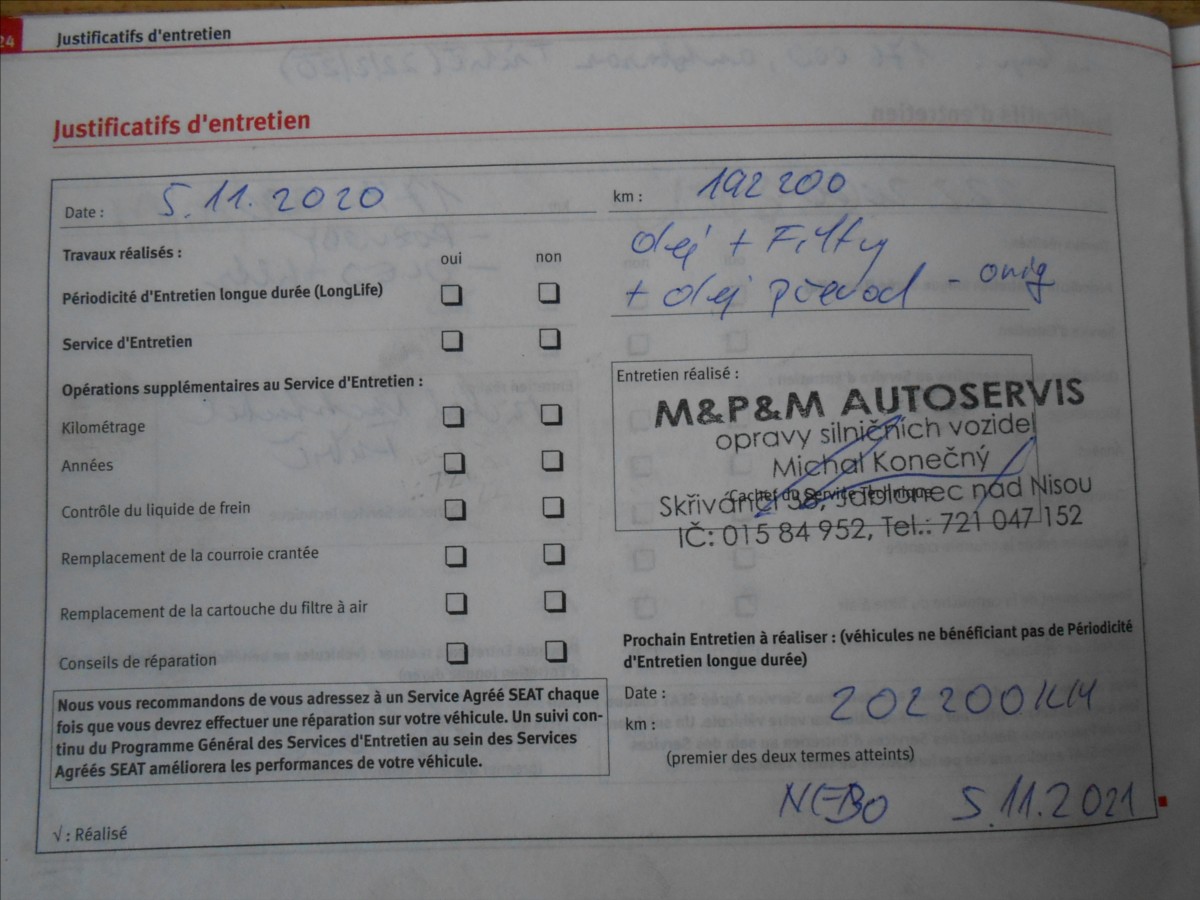 24 Justificatifs d'entretien
Justificatifs d'entretien
Date : 5.11.2020
km : 192200
Travaux réalisés :
oui non
olej + Filtry
+ olej převod - orig
Périodicité d'Entretien longue durée (LongLife)
Service d'Entretien
Opérations supplémentaires au Service d'Entretien :
Kilométrage
Années
Contrôle du liquide de frein
Remplacement de la courroie crantée
Remplacement de la cartouche du filtre à air
Conseils de réparation
Entretien réalisé :
M&P&M AUTOSERVIS
opravy silničních vozidel
Michal Konečný
Cachet du Service Technique
Skřivánčí 38, Jablonec nad Nisou
IČ: 015 84 952, Tel.: 721 047 152
Prochain Entretien à réaliser : (véhicules ne bénéficiant pas de Périodicité
d'Entretien longue durée)
Date :
km : 202200KM
(premier des deux termes atteints)
NEBO 5.11.2021
Nous vous recommandons de vous adressez à un Service Agréé SEAT chaque
fois que vous devrez effectuer une réparation sur votre véhicule. Un suivi con-
tinu du Programme Général des Services d'Entretien au sein des Services
Agréés SEAT améliorera les performances de votre véhicule.
√ : Réalisé